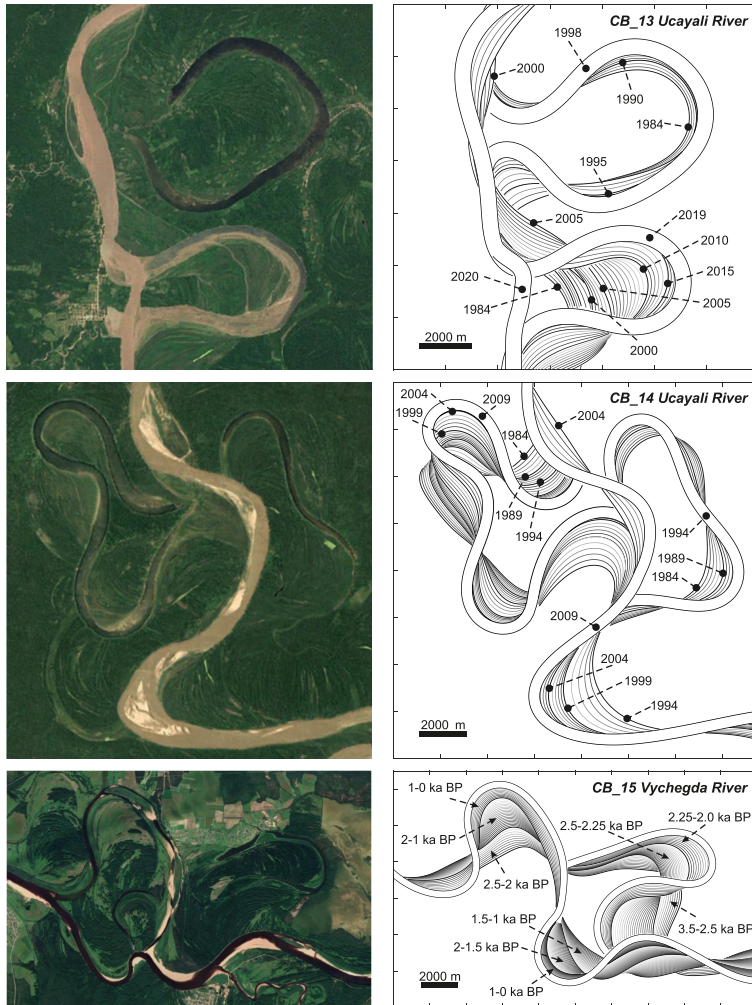 CB_13 Ucayali River
1998
2000
1990
1984
1995
2005
2019
2010
2020
2015
1984
2005
2000
2000 m
CB_14 Ucayali River
2004
2009
1999
2004
1984
1989
1994
1994
1989
1984
2009
2004
1999
1994
2000 m
CB_15 Vychegda River
1-0 ka BP
2.25-2.0 ka BP
2.5-2.25 ka BP
2-1 ka BP
2.5-2 ka BP
1.5-1 ka BP
3.5-2.5 ka BP
2-1.5 ka BP
1-0 ka BP
2000 m